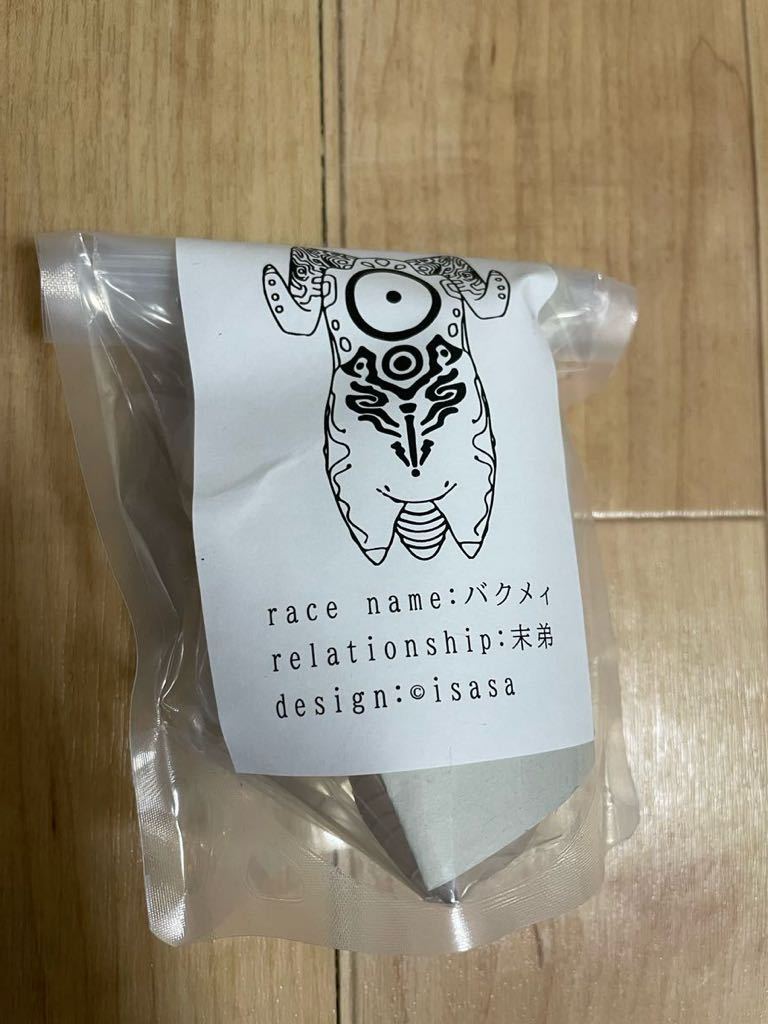 race name:バクメィ
relationship:末弟
design:©isasa